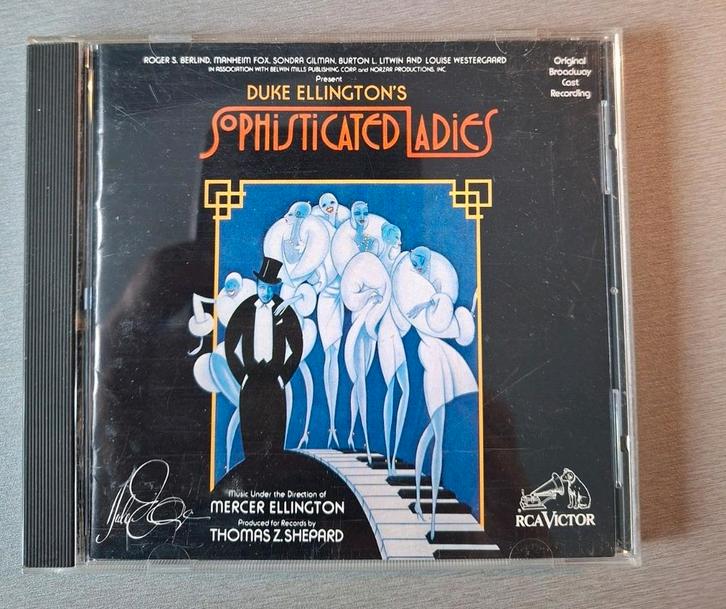 ROGER S. BERLIND, MANHEIM FOX, SONDRA GILMAN, BURTON L. LITWIN AND LOUISE WESTERGAARD
IN ASSOCIATION WITH BELWIN MILLS PUBLISHING CORP. AND NORZAR PRODUCTIONS, INC.
Present
DUKE ELLINGTON'S
SOPHISTICATED LADIES
Original
Broadway
Cast
Recording
Music Under the Direction of
MERCER ELLINGTON
Produced for Records by
THOMAS Z. SHEPARD
RCA VICTOR